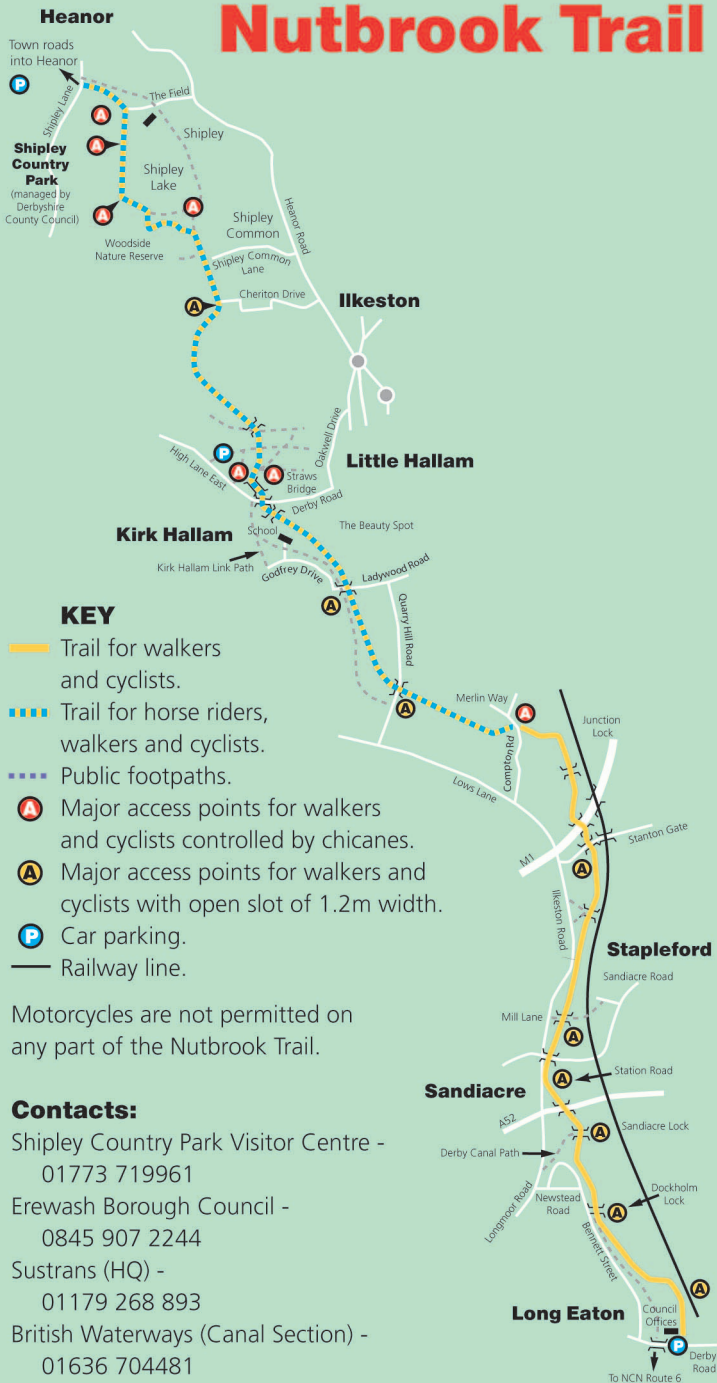 Nutbrook Trail
Heanor
Town roads
into Heanor
P
Shipley Lane
The Field
A
Shipley
A
Shipley
Country
Park
(managed by
Derbyshire
County Council)
Shipley
Lake
A
A
Shipley
Common
Heanor Road
Woodside
Nature Reserve
Shipley Common
Lane
Cheriton Drive
A
Ilkeston
Oakwell Drive
P
Little Hallam
High Lane East
A
A
Straws
Bridge
Derby Road
The Beauty Spot
Kirk Hallam
School
Kirk Hallam Link Path
Godfrey Drive
Ladywood Road
A
Quarry Hill Road
A
Merlin Way
A
Junction
Lock
Compton Rd
Lows Lane
M1
Stanton Gate
A
Ilkeston Road
Stapleford
Sandiacre Road
Mill Lane
A
Station Road
A
Sandiacre
A52
A
Sandiacre Lock
Derby Canal Path
Longmoor Road
Newstead
Road
Dockholm
Lock
A
Bennett Street
A
Long Eaton
Council
Offices
P
Derby
Road
To NCN Route 6
KEY
Trail for walkers
and cyclists.
Trail for horse riders,
walkers and cyclists.
Public footpaths.
A Major access points for walkers
and cyclists controlled by chicanes.
A Major access points for walkers and
cyclists with open slot of 1.2m width.
P Car parking.
Railway line.
Motorcycles are not permitted on
any part of the Nutbrook Trail.
Contacts:
Shipley Country Park Visitor Centre -
01773 719961
Erewash Borough Council -
0845 907 2244
Sustrans (HQ) -
01179 268 893
British Waterways (Canal Section) -
01636 704481